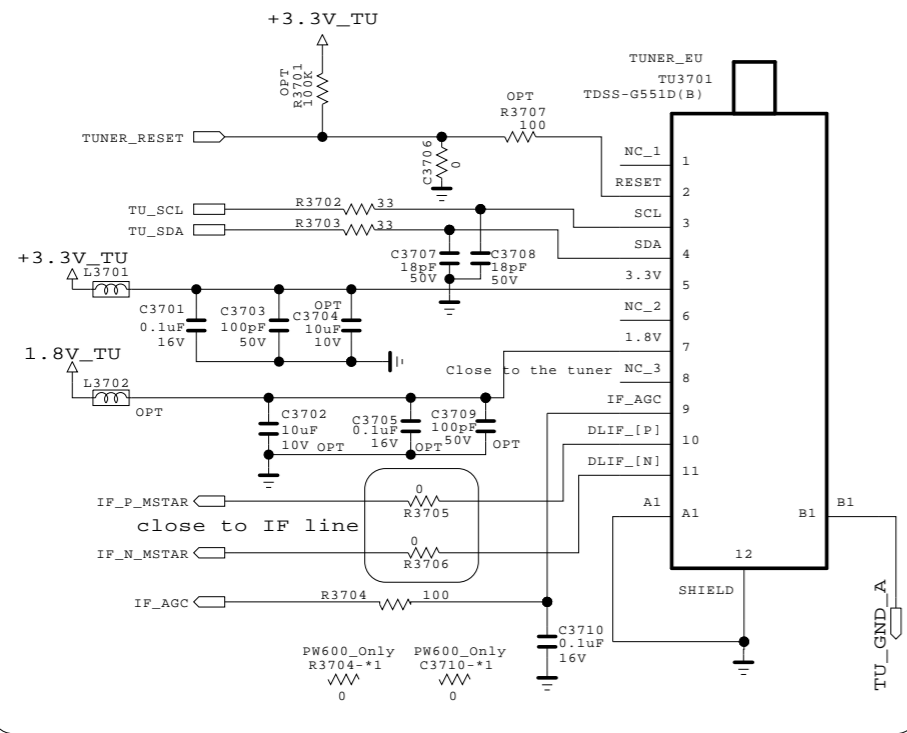 +3.3V_TU
TUNER_EU
TU3701
TDSS-G551D(B)
OPT
R3701
100K
OPT
R3707
100
TUNER_RESET
C3706
0
NC_1
1
RESET
2
TU_SCL
R3702
33
SCL
3
TU_SDA
R3703
33
SDA
4
C3707
18pF
50V
C3708
18pF
50V
+3.3V_TU
L3701
3.3V
5
C3701
0.1uF
16V
C3703
100pF
50V
OPT
C3704
10uF
10V
NC_2
6
1.8V
7
1.8V_TU
L3702
OPT
Close to the tuner
NC_3
8
IF_AGC
9
C3702
10uF
10V
OPT
C3705
0.1uF
16V
OPT
C3709
100pF
50V
OPT
DLIF_[P]
10
DLIF_[N]
11
IF_P_MSTAR
0
R3705
close to IF line
IF_N_MSTAR
0
R3706
A1
A1
B1
B1
12
SHIELD
IF_AGC
R3704
100
C3710
0.1uF
16V
TU_GND_A
PW600_Only
R3704-*1
0
PW600_Only
C3710-*1
0